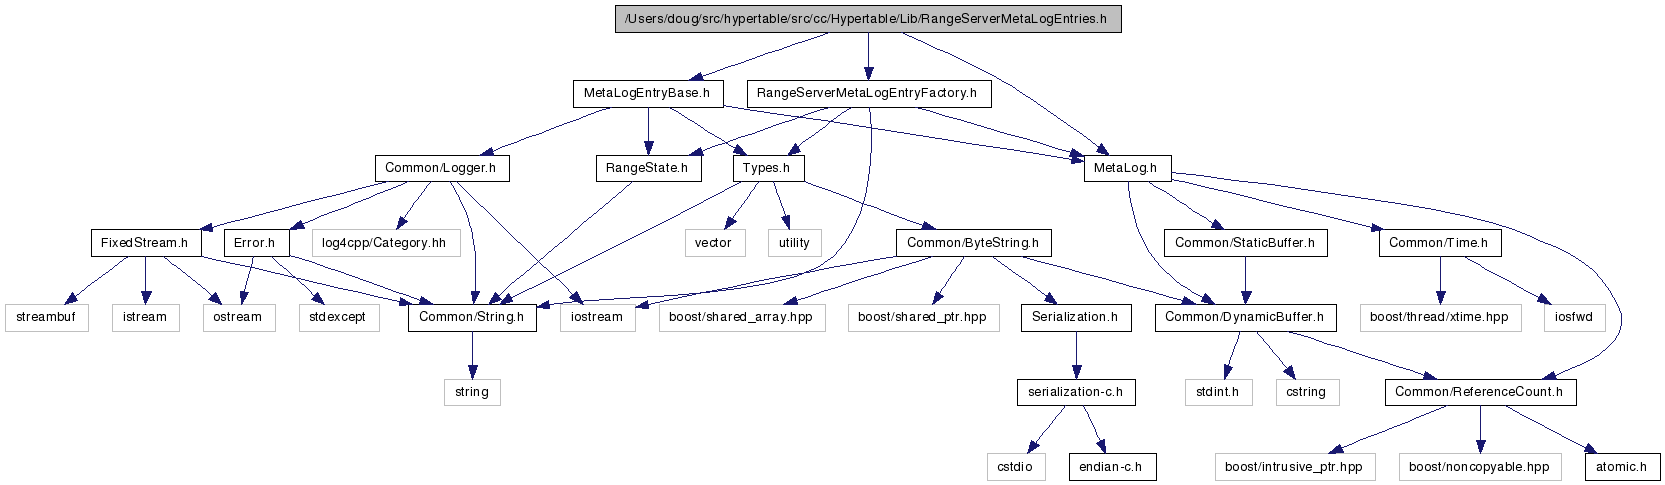 /Users/doug/src/hypertable/src/cc/Hypertable/Lib/RangeServerMetaLogEntries.h
MetaLogEntryBase.h
RangeServerMetaLogEntryFactory.h
Common/Logger.h
RangeState.h
Types.h
MetaLog.h
FixedStream.h
Error.h
log4cpp/Category.hh
vector
utility
Common/ByteString.h
Common/StaticBuffer.h
Common/Time.h
streambuf
istream
ostream
stdexcept
Common/String.h
iostream
boost/shared_array.hpp
boost/shared_ptr.hpp
Serialization.h
Common/DynamicBuffer.h
boost/thread/xtime.hpp
iosfwd
string
serialization-c.h
stdint.h
cstring
Common/ReferenceCount.h
cstdio
endian-c.h
boost/intrusive_ptr.hpp
boost/noncopyable.hpp
atomic.h